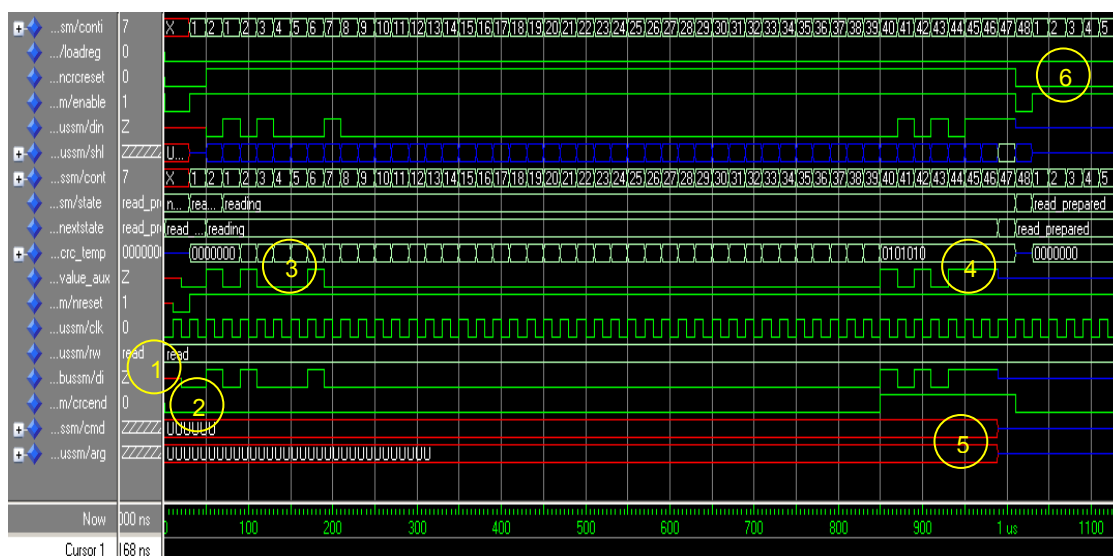 ...sm/conti 7 X 1 2 1 2 3 4 5 6 7 8 9 10 11 12 13 14 15 16 17 18 19 20 21 22 23 24 25 26 27 28 29 30 31 32 33 34 35 36 37 38 39 40 41 42 43 44 45 46 47 48 1 2 3 4 5
.../loadreg 0
...ncrcreset 0 6
...m/enable 1
...ussm/din Z
...ussm/shl ZZZZZ U...
...ssm/cont 7 X 1 2 1 2 3 4 5 6 7 8 9 10 11 12 13 14 15 16 17 18 19 20 21 22 23 24 25 26 27 28 29 30 31 32 33 34 35 36 37 38 39 40 41 42 43 44 45 46 47 48 1 2 3 4 5
...sm/state read_pr n... rea... reading read_prepared
...nextstate read_pr read ... reading read_prepared
...crc_temp 0000000 0000000 3 0101010 4 0000000
...value_aux Z
...m/nreset 1
...ussm/clk 0
...ussm/rw read read
1
...bussm/di Z
...m/crcend 0 2
...ssm/cmd ZZZZZ UUUUUU 5
...ussm/arg ZZZZZ UUUUUUUUUUUUUUUUUUUUUUUUUUUUUUUU
Now 000 ns 100 200 300 400 500 600 700 800 900 1 us 1100
Cursor 1 168 ns